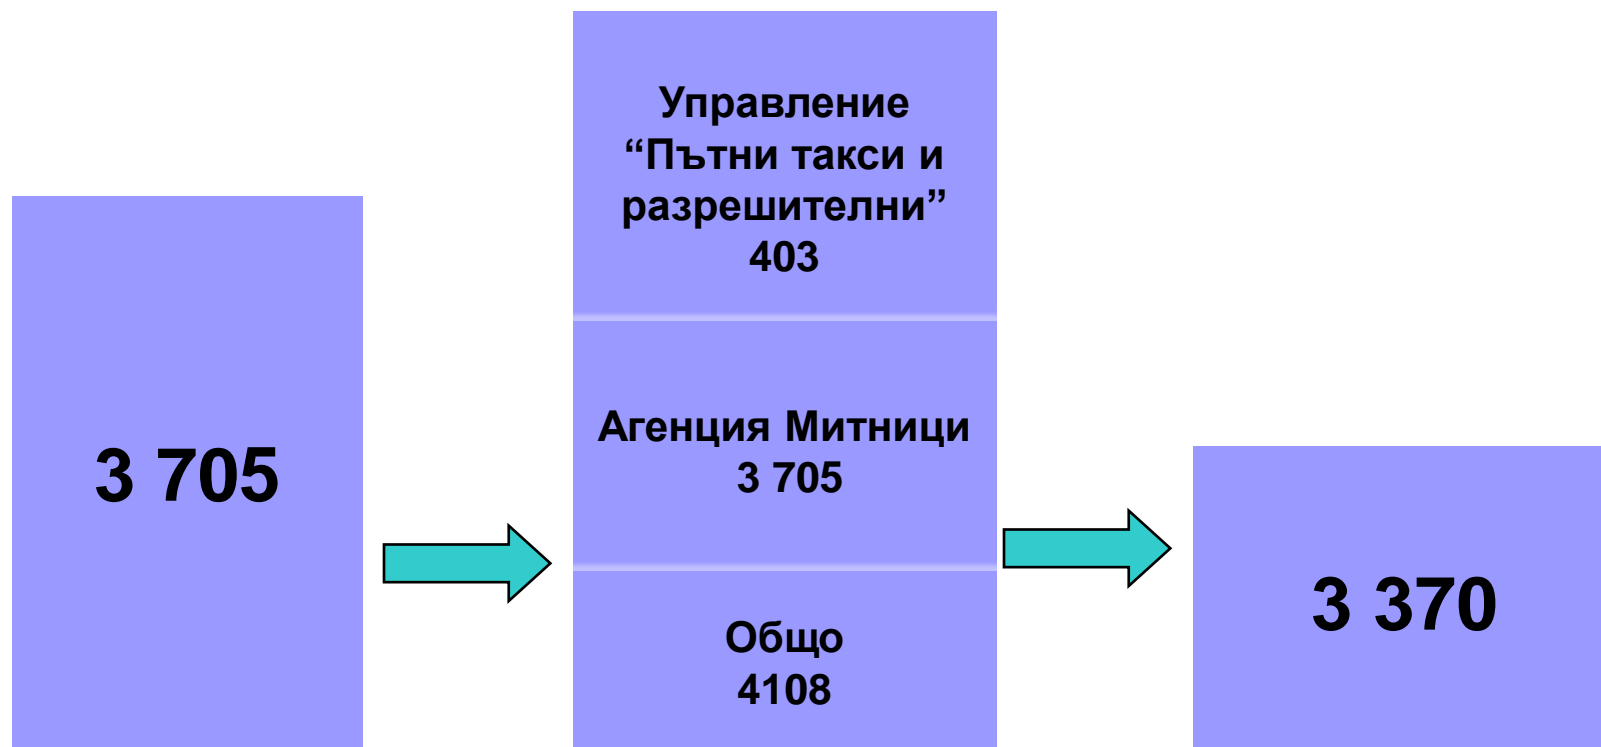 3 705
Управление
“Пътни такси и
разрешителни”
403
Агенция Митници
3 705
Общо
4108
3 370